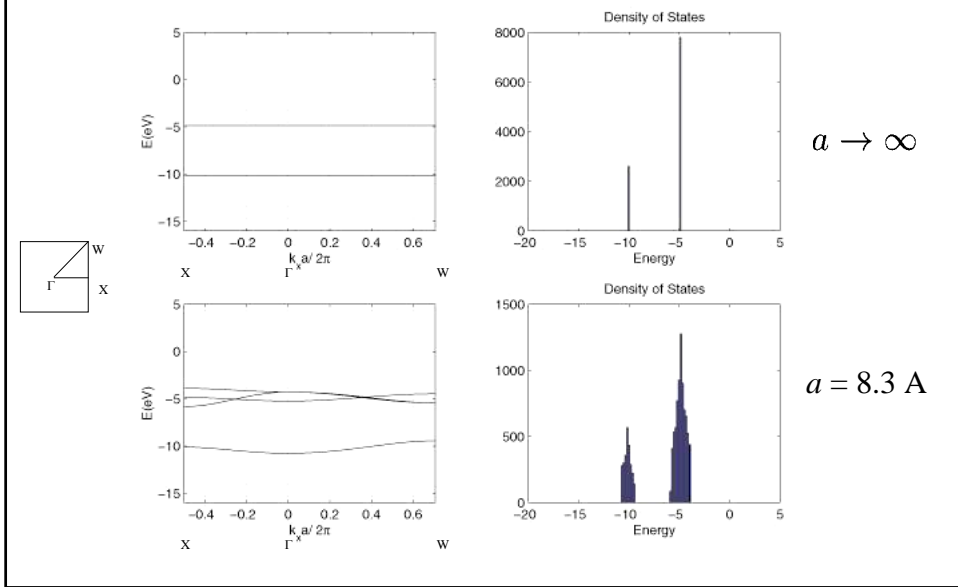 5
0
−5
−10
−15
E(eV)
−0.4 −0.2 0 0.2 0.4 0.6
k_x a/ 2π
X Γ W
Density of States
8000
6000
4000
2000
0
−20 −15 −10 −5 0 5
Energy
a → ∞
W
Γ
X
5
0
−5
−10
−15
E(eV)
−0.4 −0.2 0 0.2 0.4 0.6
k_x a/ 2π
X Γ W
Density of States
1500
1000
500
0
−20 −15 −10 −5 0 5
Energy
a = 8.3 A